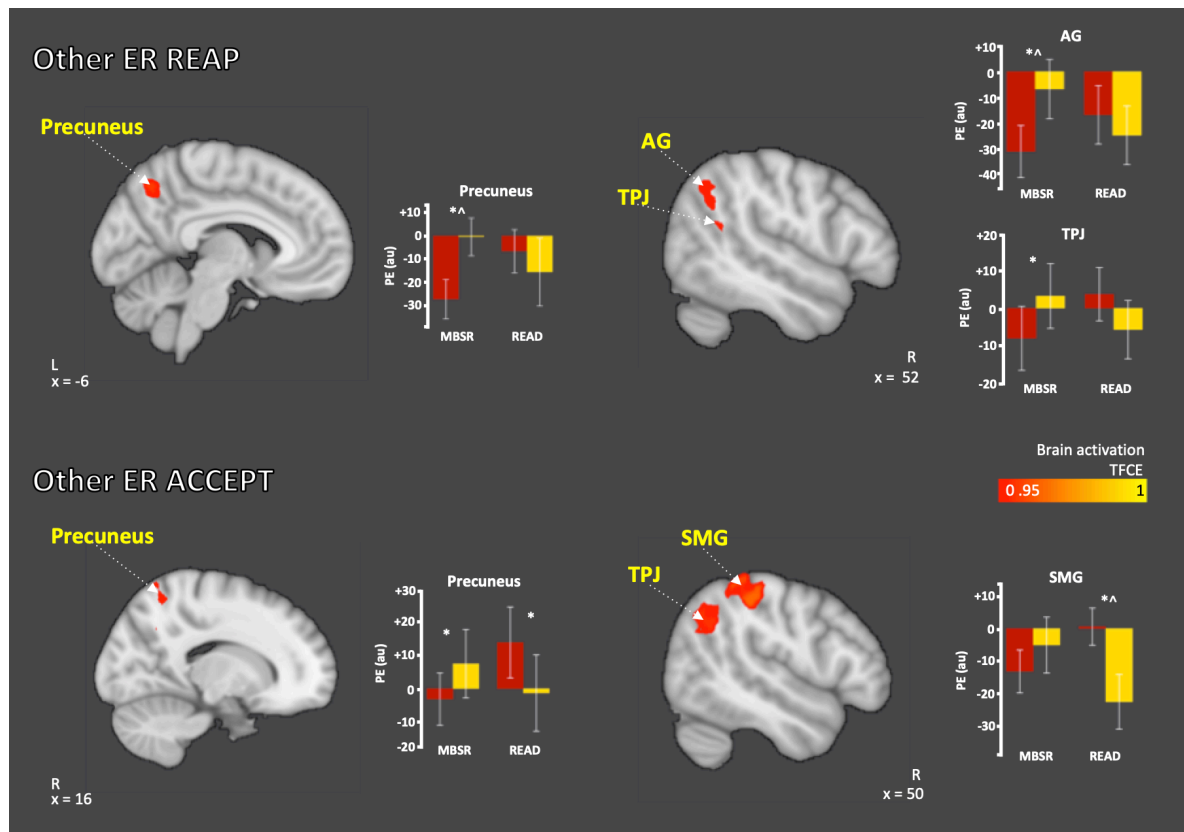 Other ER REAP
Precuneus
L
x = -6
Precuneus
+10
0
-10
-20
-30
PE (au)
*^
MBSR READ
AG
TPJ
R
x = 52
AG
+10
0
-10
-20
-30
-40
PE (au)
*^
MBSR READ
TPJ
+20
+10
0
-10
-20
PE (au)
*
MBSR READ
Brain activation
TFCE
0 .95 1
Other ER ACCEPT
Precuneus
R
x = 16
Precuneus
+30
+20
+10
0
-10
-20
PE (au)
* *
MBSR READ
SMG
TPJ
R
x = 50
SMG
+10
0
-10
-20
-30
PE (au)
*^
MBSR READ